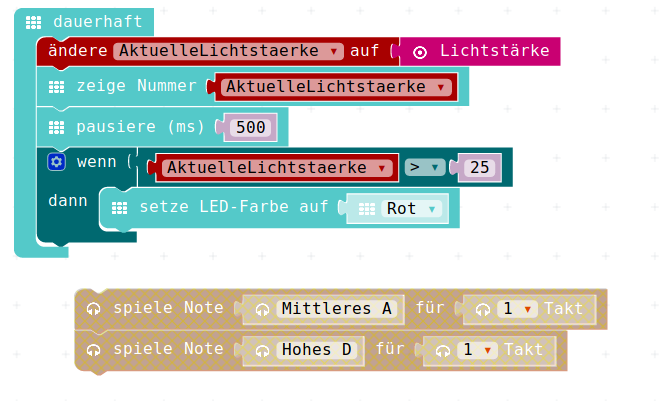 dauerhaft
ändere AktuelleLichtstaerke auf Lichtstärke
zeige Nummer AktuelleLichtstaerke
pausiere (ms) 500
wenn AktuelleLichtstaerke > 25
dann setze LED-Farbe auf Rot
spiele Note Mittleres A für 1 Takt
spiele Note Hohes D für 1 Takt